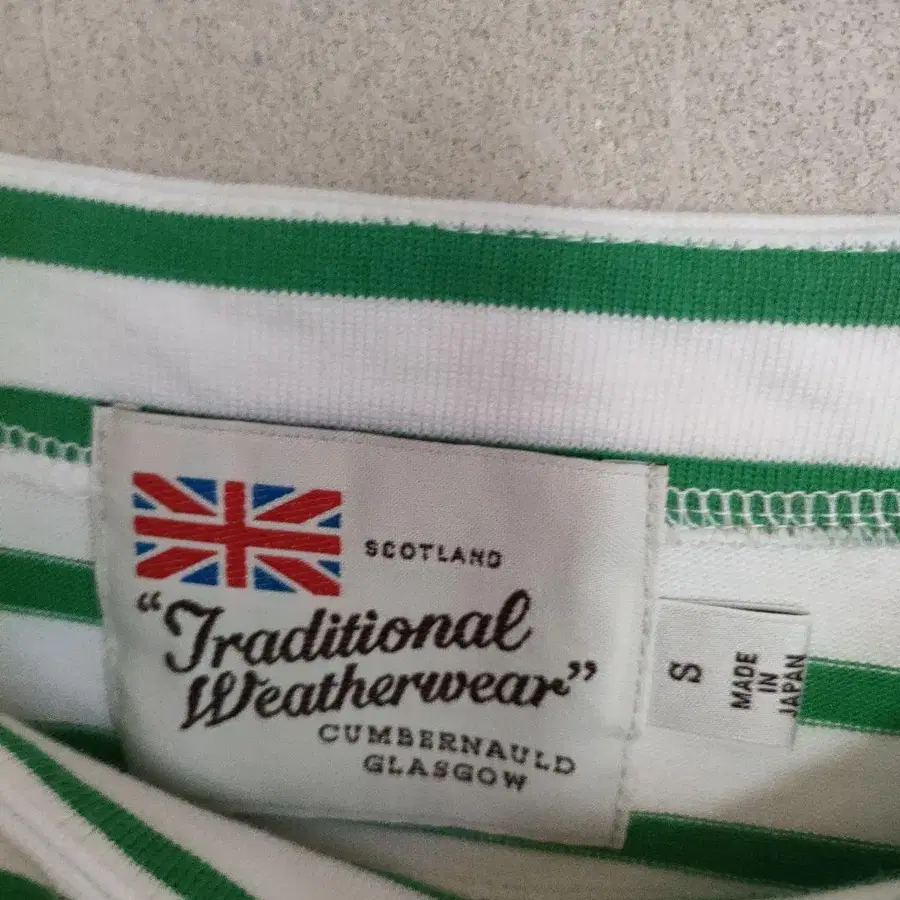 SCOTLAND
"Traditional
Weatherwear"
CUMBERNAULD
GLASGOW
S
MADE
IN
JAPAN